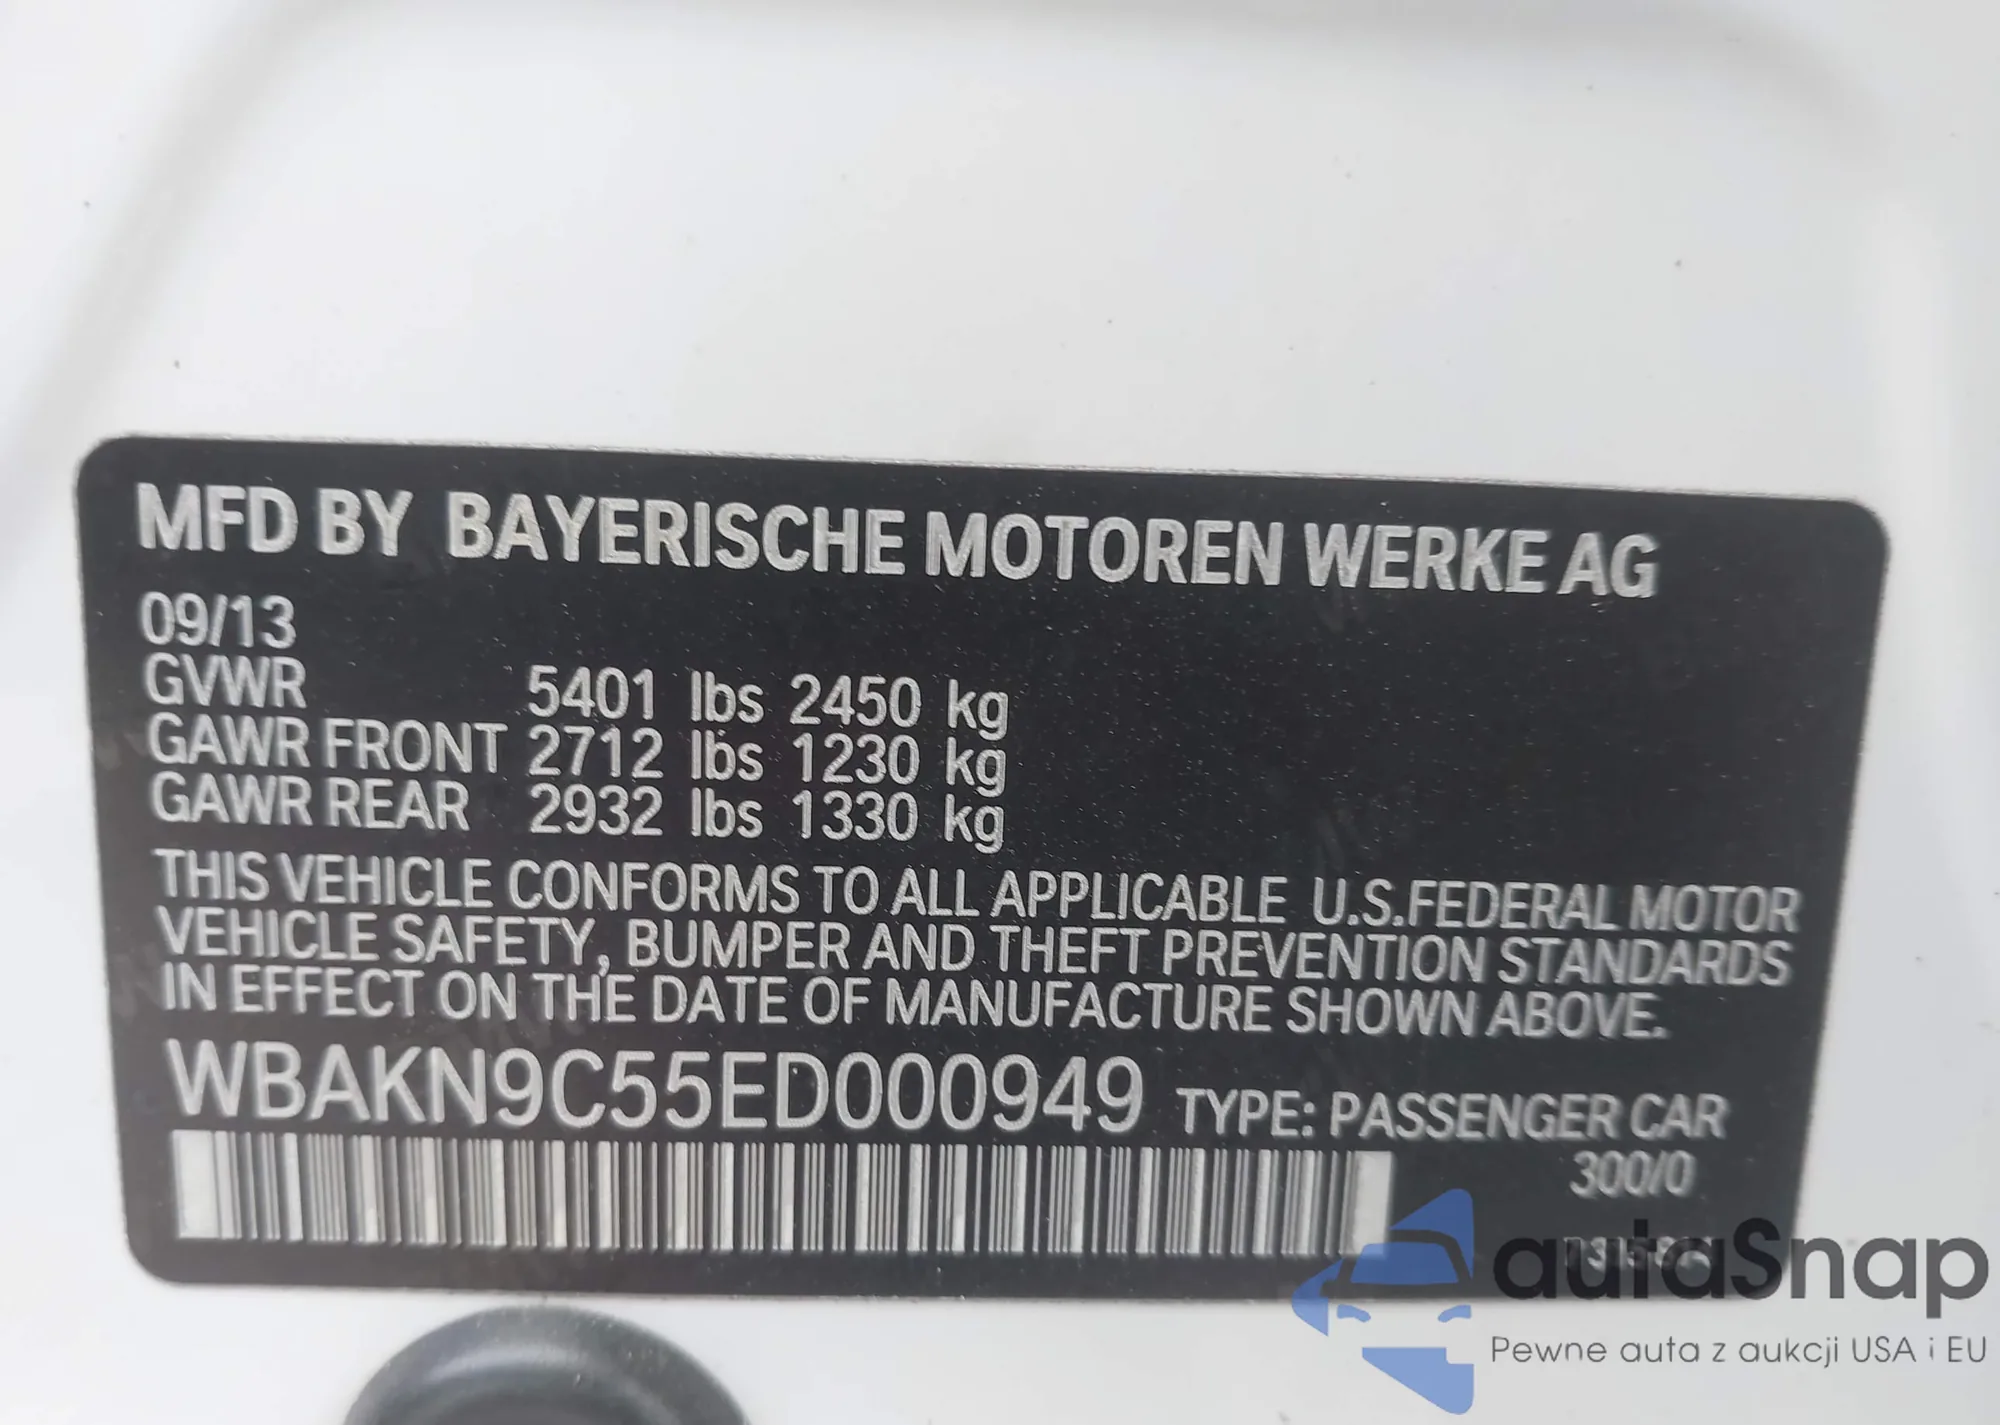 MFD BY BAYERISCHE MOTOREN WERKE AG
09/13
GVWR 5401 lbs 2450 kg
GAWR FRONT 2712 lbs 1230 kg
GAWR REAR 2932 lbs 1330 kg
THIS VEHICLE CONFORMS TO ALL APPLICABLE U.S.FEDERAL MOTOR
VEHICLE SAFETY, BUMPER AND THEFT PREVENTION STANDARDS
IN EFFECT ON THE DATE OF MANUFACTURE SHOWN ABOVE.
WBAKN9C55ED000949 TYPE: PASSENGER CAR
300/0
autaSnap
Pewne auta z aukcji USA i EU